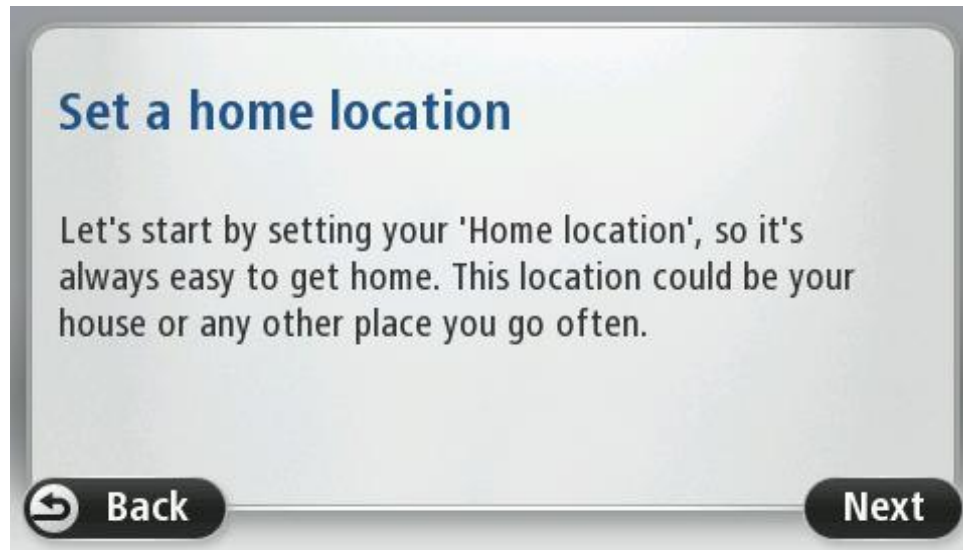 Set a home location
Let's start by setting your 'Home location', so it's
always easy to get home. This location could be your
house or any other place you go often.
Back
Next